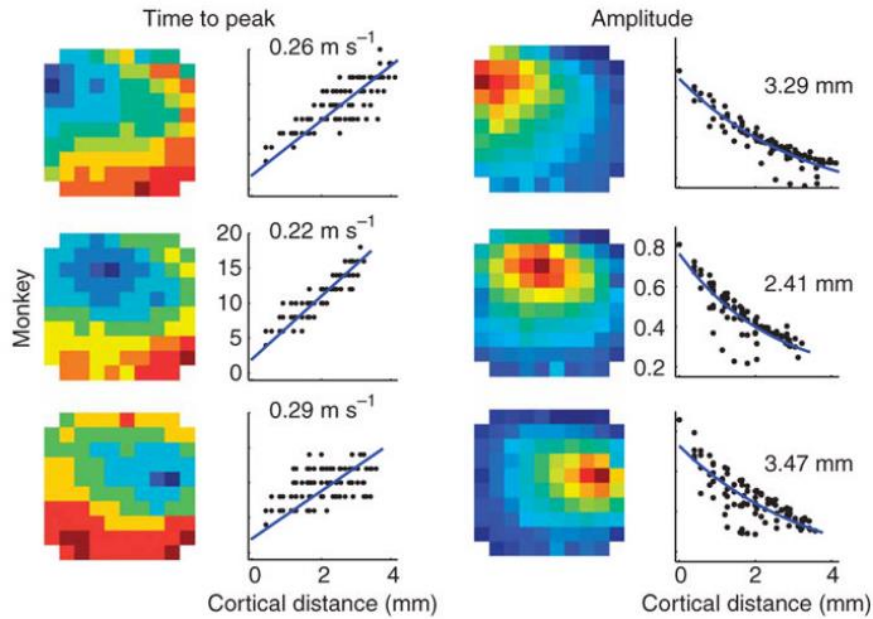 Time to peak
Amplitude
0.26 m s⁻¹
3.29 mm
Monkey
20
15
10
5
0
0.22 m s⁻¹
0.8
0.6
0.4
0.2
2.41 mm
0.29 m s⁻¹
3.47 mm
0 2 4
0 2 4
Cortical distance (mm)
Cortical distance (mm)